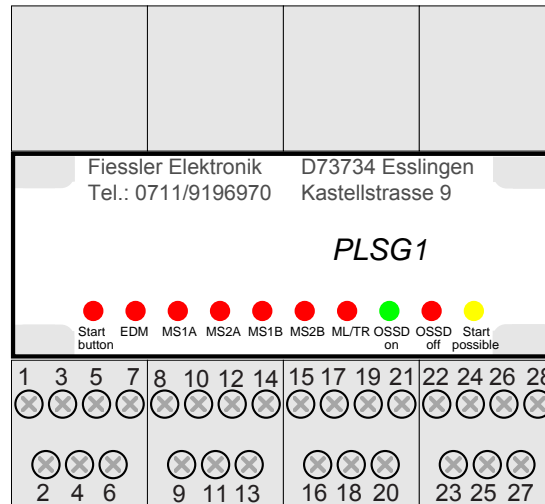 Fiessler Elektronik D73734 Esslingen
Tel.: 0711/9196970 Kastellstrasse 9
PLSG1
Start button EDM MS1A MS2A MS1B MS2B ML/TR OSSD on OSSD off Start possible
1 3 5 7 8 10 12 14 15 17 19 21 22 24 26 28
2 4 6 9 11 13 16 18 20 23 25 27